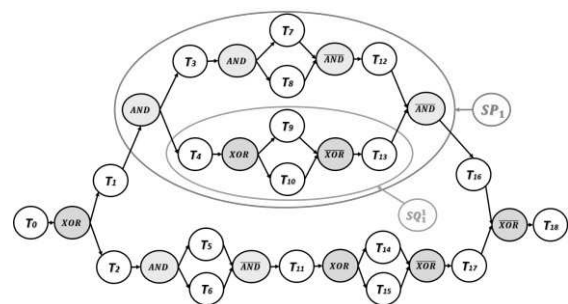 T7
T3 AND AND T12
T8
AND AND SP1
T9
T4 XOR XOR T13
T10
T1 T16
SQ1 1
T0 XOR XOR T18
T5 T14
T2 AND AND T11 XOR XOR T17
T6 T15